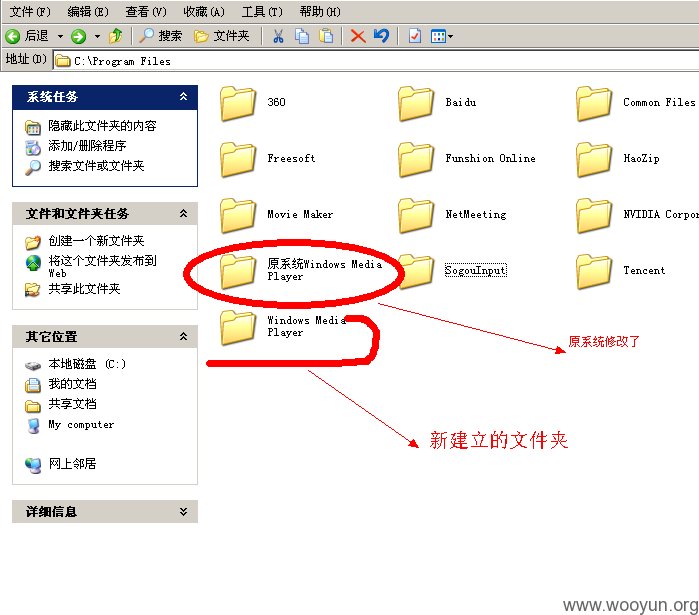 文件(F) 编辑(E) 查看(V) 收藏(A) 工具(T) 帮助(H)
后退 搜索 文件夹
地址(D) C:\Program Files
系统任务
隐藏此文件夹的内容
添加/删除程序
搜索文件或文件夹
文件和文件夹任务
创建一个新文件夹
将这个文件夹发布到
Web
共享此文件夹
其它位置
本地磁盘 (C:)
我的文档
共享文档
My computer
网上邻居
详细信息
360 Baidu Common Files
Freesoft Funshion Online HaoZip
Movie Maker NetMeeting NVIDIA Corpor
原系统Windows Media
Player
SogouInput Tencent
Windows Media
Player
原系统修改了
新建立的文件夹
www.wooyun.org